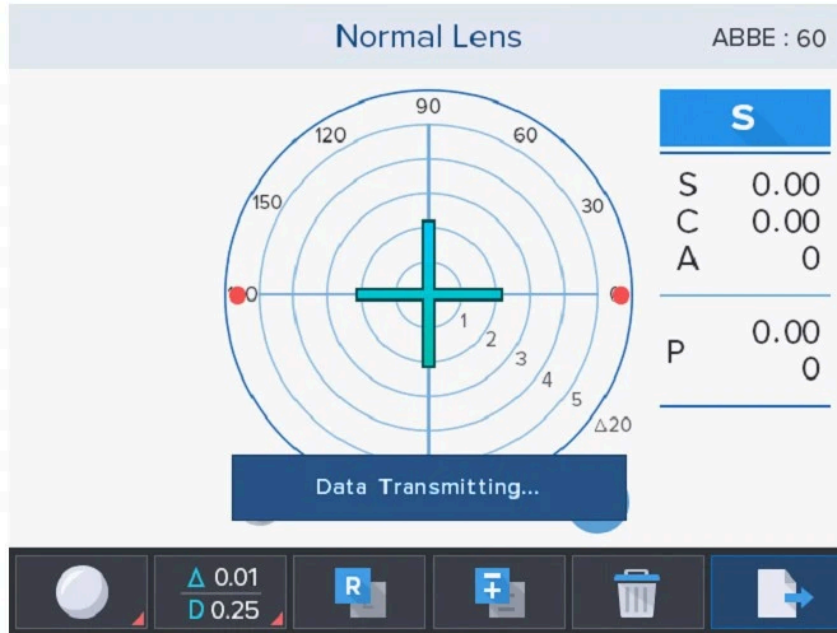 Normal Lens
ABBE : 60
90
120
60
150
30
S
S 0.00
C 0.00
A 0
P 0.00
0
1
2
3
4
5
Δ20
Data Transmitting...
Δ 0.01
D 0.25
R